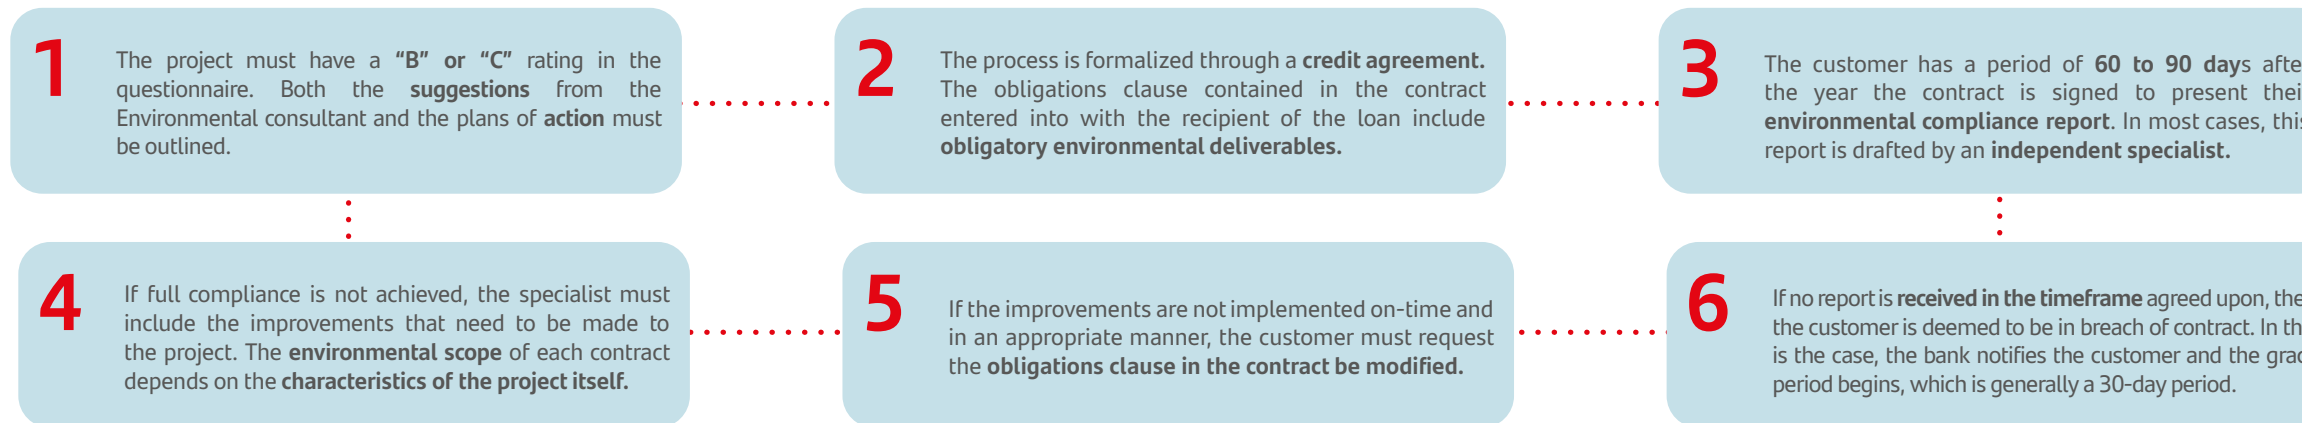 1
The project must have a “B” or “C” rating in the
questionnaire. Both the suggestions from the
Environmental consultant and the plans of action must
be outlined.
2
The process is formalized through a credit agreement.
The obligations clause contained in the contract
entered into with the recipient of the loan include
obligatory environmental deliverables.
3
The customer has a period of 60 to 90 days afte
the year the contract is signed to present thei
environmental compliance report. In most cases, this
report is drafted by an independent specialist.
4
If full compliance is not achieved, the specialist must
include the improvements that need to be made to
the project. The environmental scope of each contract
depends on the characteristics of the project itself.
5
If the improvements are not implemented on-time and
in an appropriate manner, the customer must request
the obligations clause in the contract be modified.
6
If no report is received in the timeframe agreed upon, the
the customer is deemed to be in breach of contract. In th
is the case, the bank notifies the customer and the grac
period begins, which is generally a 30-day period.